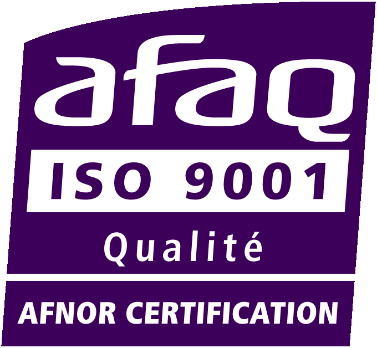 afaq
ISO 9001
Qualité
AFNOR CERTIFICATION